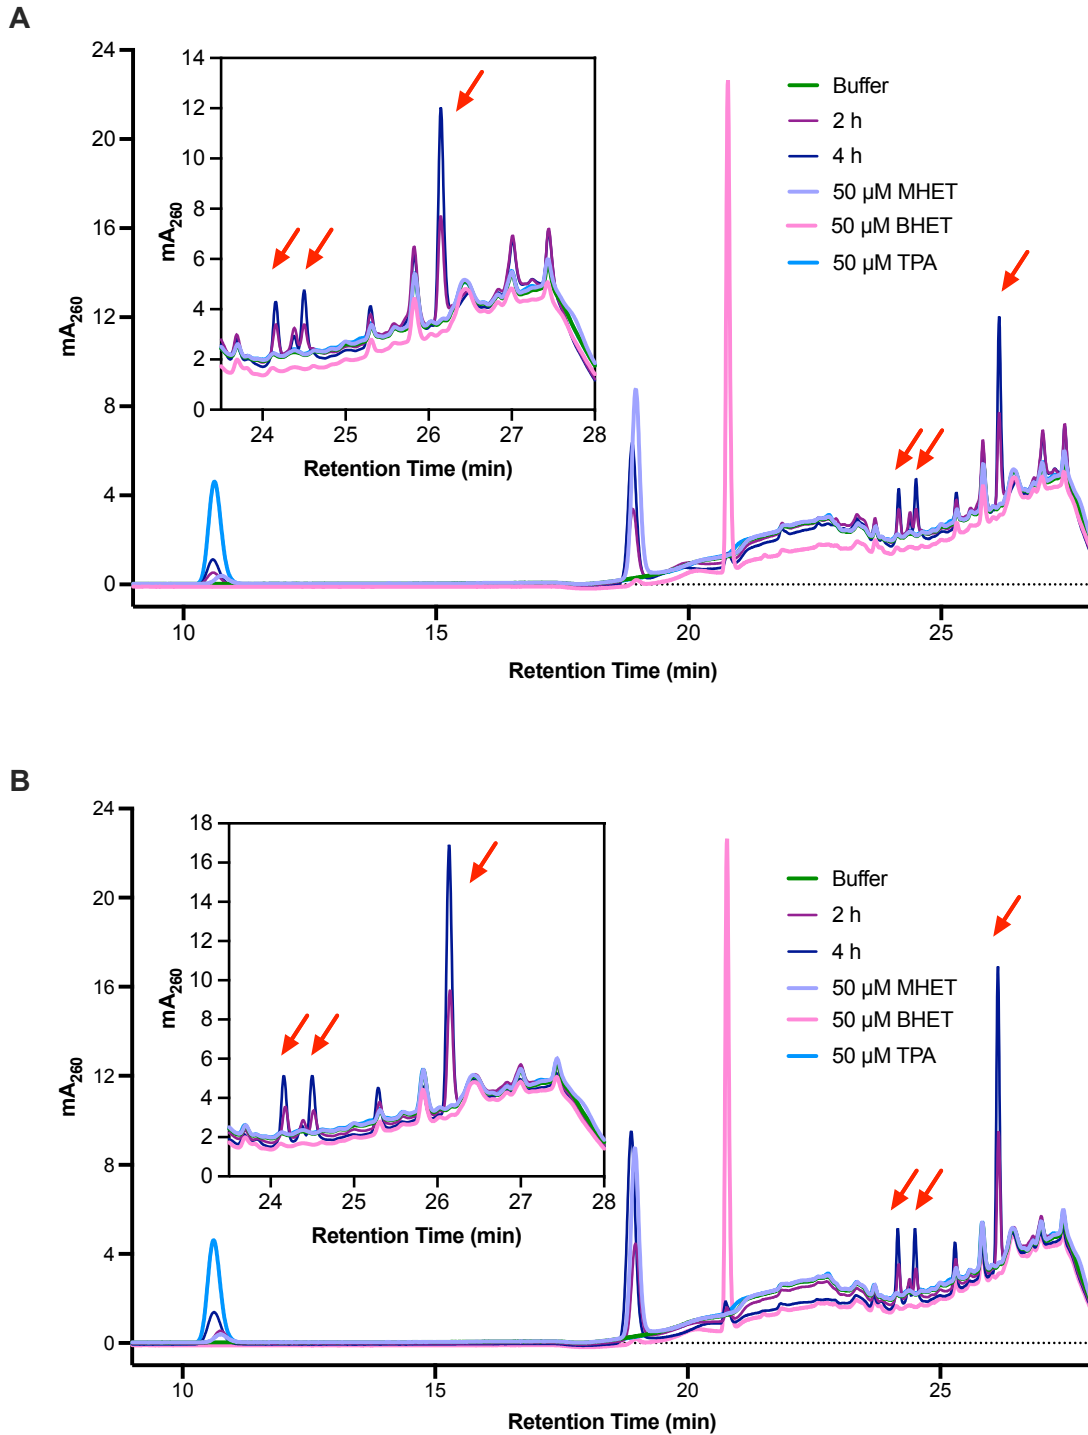 A
24
20
16
12
8
4
0
mA260
10
15
20
25
Retention Time (min)
14
12
10
8
6
4
2
0
mA260
24
25
26
27
28
Retention Time (min)
Buffer
2 h
4 h
50 µM MHET
50 µM BHET
50 µM TPA
B
24
20
16
12
8
4
0
mA260
10
15
20
25
Retention Time (min)
18
16
14
12
10
8
6
4
2
0
mA260
24
25
26
27
28
Retention Time (min)
Buffer
2 h
4 h
50 µM MHET
50 µM BHET
50 µM TPA